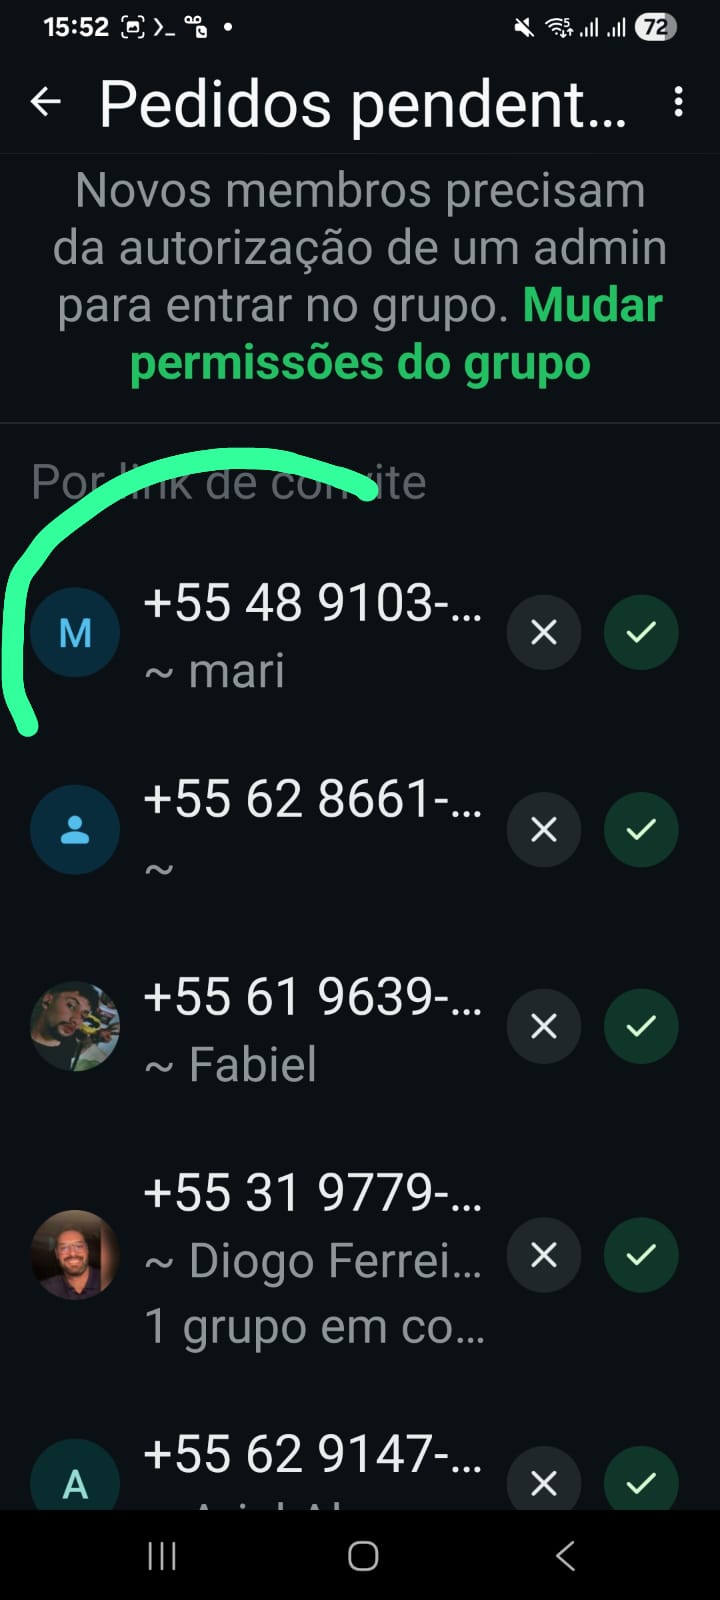 15:52
72
Pedidos pendent...
Novos membros precisam
da autorização de um admin
para entrar no grupo. Mudar
permissões do grupo
Por link de convite
M
+55 48 9103-...
~ mari
+55 62 8661-...
~
+55 61 9639-...
~ Fabiel
+55 31 9779-...
~ Diogo Ferrei...
1 grupo em co...
A
+55 62 9147-...